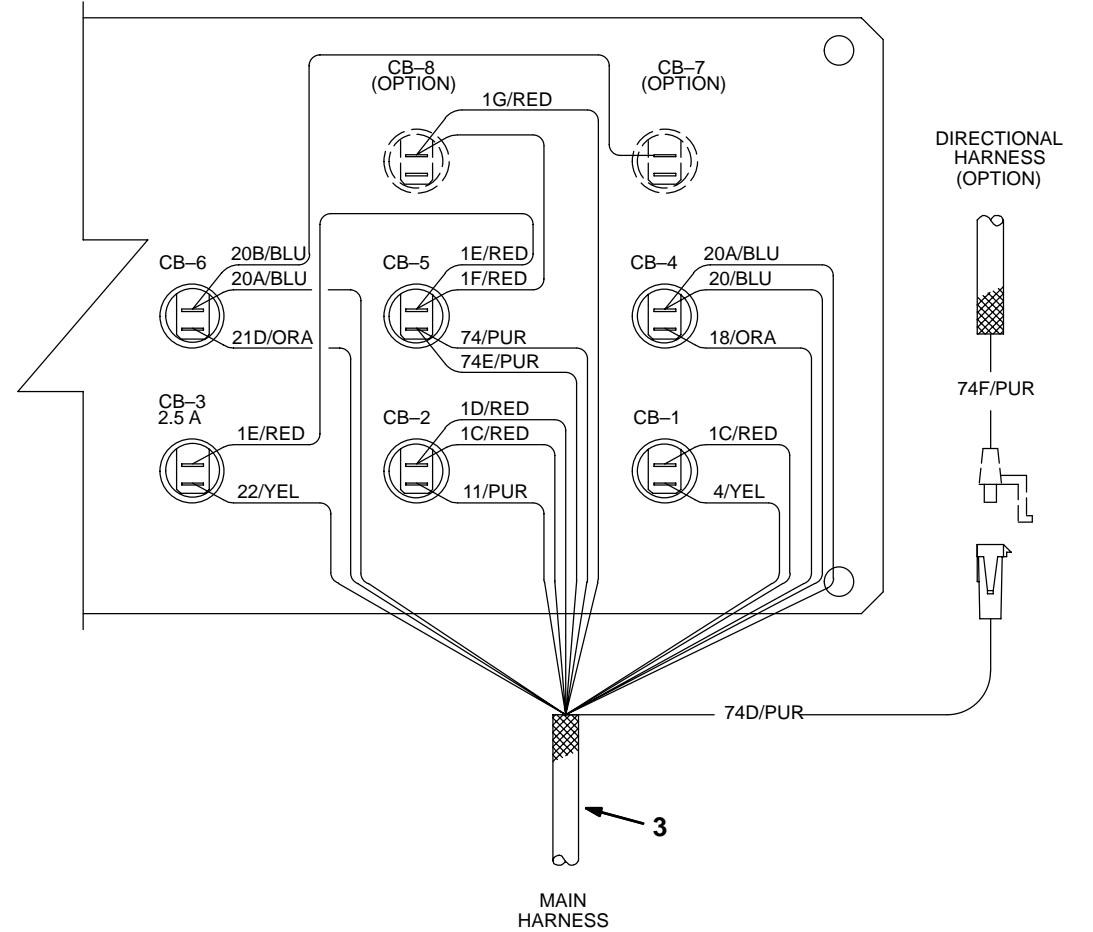 CB–8
(OPTION)
CB–7
(OPTION)
1G/RED
DIRECTIONAL
HARNESS
(OPTION)
CB–6
20B/BLU
20A/BLU
21D/ORA
CB–5
1E/RED
1F/RED
74/PUR
74E/PUR
CB–4
20A/BLU
20/BLU
18/ORA
74F/PUR
CB–3
2.5 A
1E/RED
22/YEL
CB–2
1D/RED
1C/RED
11/PUR
CB–1
1C/RED
4/YEL
74D/PUR
3
MAIN
HARNESS